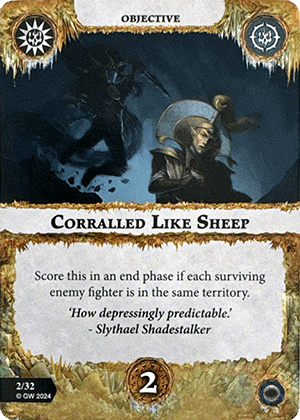 OBJECTIVE
CORRALLED LIKE SHEEP
Score this in an end phase if each surviving
enemy fighter is in the same territory.
'How depressingly predictable.'
- Slythael Shadestalker
2/32
© GW 2024
2